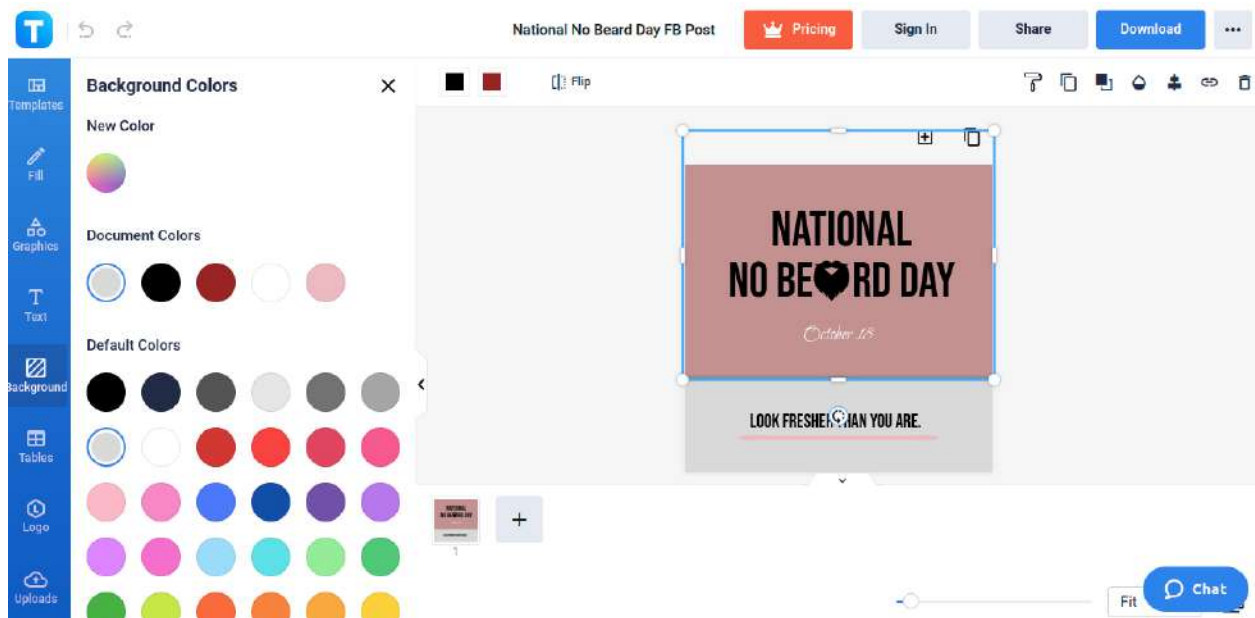 T
National No Beard Day FB Post
Pricing
Sign In
Share
Download
Templates
Fill
Graphics
Text
Background
Tables
Logo
Uploads
Background Colors
New Color
Document Colors
Default Colors
Flip
NATIONAL
NO BE RD DAY
October 18
LOOK FRESHER THAN YOU ARE.
NATIONAL
1
Fit
Chat